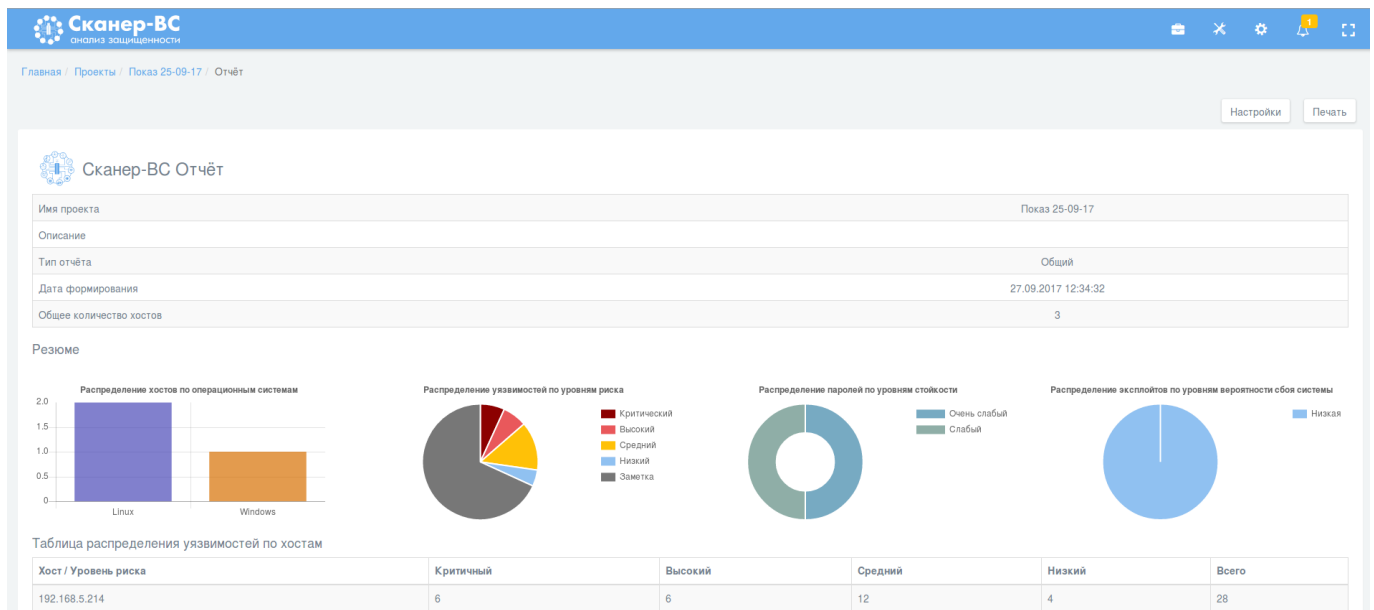 Сканер-ВС
анализ защищенности
1
Главная / Проекты / Показ 25-09-17 / Отчёт
Настройки Печать
Сканер-ВС Отчёт
Имя проекта Показ 25-09-17
Описание
Тип отчёта Общий
Дата формирования 27.09.2017 12:34:32
Общее количество хостов 3
Резюме
Распределение хостов по операционным системам
2.0
1.5
1.0
0.5
0
Linux Windows
Распределение уязвимостей по уровням риска
Критический
Высокий
Средний
Низкий
Заметка
Распределение паролей по уровням стойкости
Очень слабый
Слабый
Распределение эксплойтов по уровням вероятности сбоя системы
Низкая
Таблица распределения уязвимостей по хостам
Хост / Уровень риска Критичный Высокий Средний Низкий Всего
192.168.5.214 6 6 12 4 28